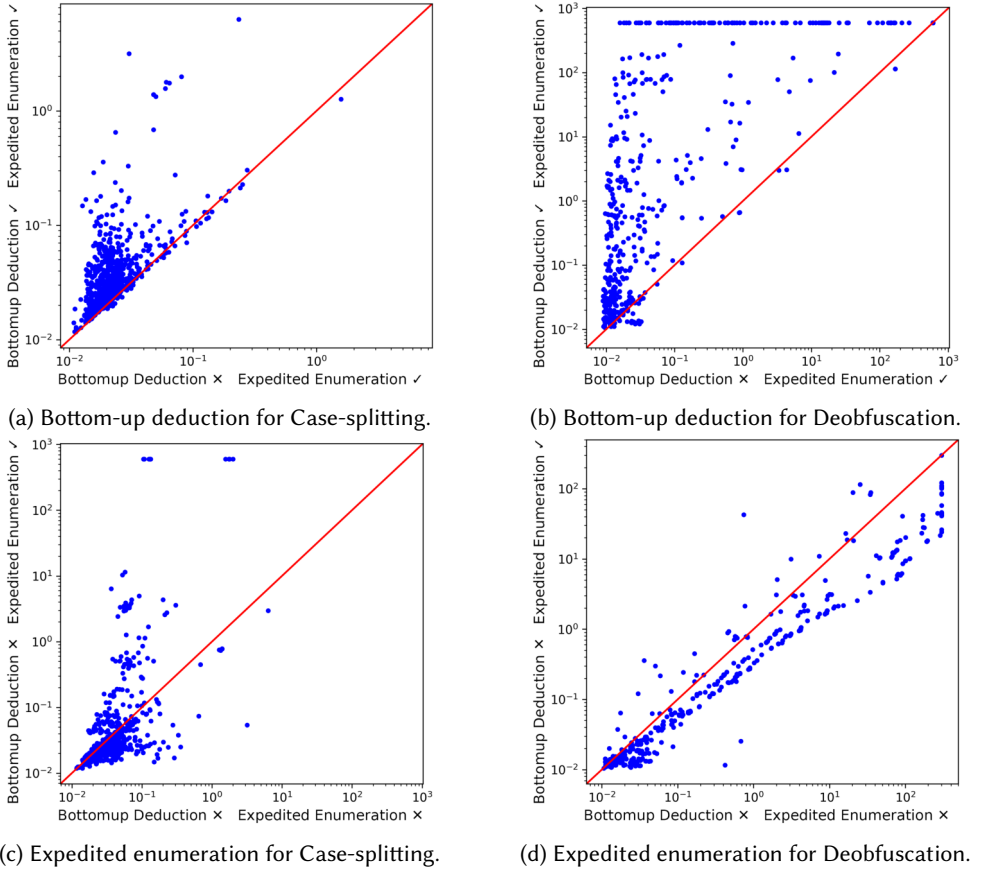 Bottomup Deduction ✓ Expedited Enumeration ✓
10⁰
10⁻¹
10⁻²
10⁻² 10⁻¹ 10⁰
Bottomup Deduction ✕ Expedited Enumeration ✓
(a) Bottom-up deduction for Case-splitting.
Bottomup Deduction ✓ Expedited Enumeration ✓
10³
10²
10¹
10⁰
10⁻¹
10⁻²
10⁻² 10⁻¹ 10⁰ 10¹ 10² 10³
Bottomup Deduction ✕ Expedited Enumeration ✓
(b) Bottom-up deduction for Deobfuscation.
Bottomup Deduction ✕ Expedited Enumeration ✓
10³
10²
10¹
10⁰
10⁻¹
10⁻²
10⁻² 10⁻¹ 10⁰ 10¹ 10² 10³
Bottomup Deduction ✕ Expedited Enumeration ✕
(c) Expedited enumeration for Case-splitting.
Bottomup Deduction ✕ Expedited Enumeration ✓
10²
10¹
10⁰
10⁻¹
10⁻²
10⁻² 10⁻¹ 10⁰ 10¹ 10²
Bottomup Deduction ✕ Expedited Enumeration ✕
(d) Expedited enumeration for Deobfuscation.